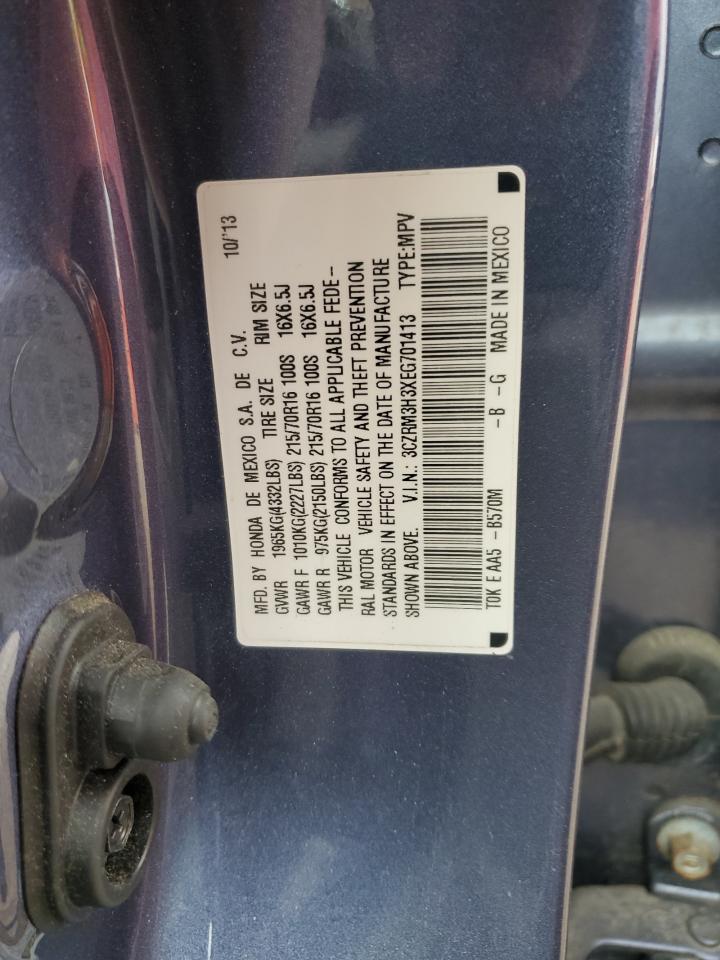 MFD. BY HONDA DE MEXICO S.A. DE C.V. 10/'13
GVWR 1965KG(4332LBS) TIRE SIZE RIM SIZE
GAWR F 1010KG(2227LBS) 215/70R16 100S 16X6.5J
GAWR R 975KG(2150LBS) 215/70R16 100S 16X6.5J
THIS VEHICLE CONFORMS TO ALL APPLICABLE FEDE-
RAL MOTOR VEHICLE SAFETY AND THEFT PREVENTION
STANDARDS IN EFFECT ON THE DATE OF MANUFACTURE
SHOWN ABOVE. V.I.N.: 3CZRM3H3XEG701413 TYPE:MPV
T0K E AA5 -B570M -B -G MADE IN MEXICO